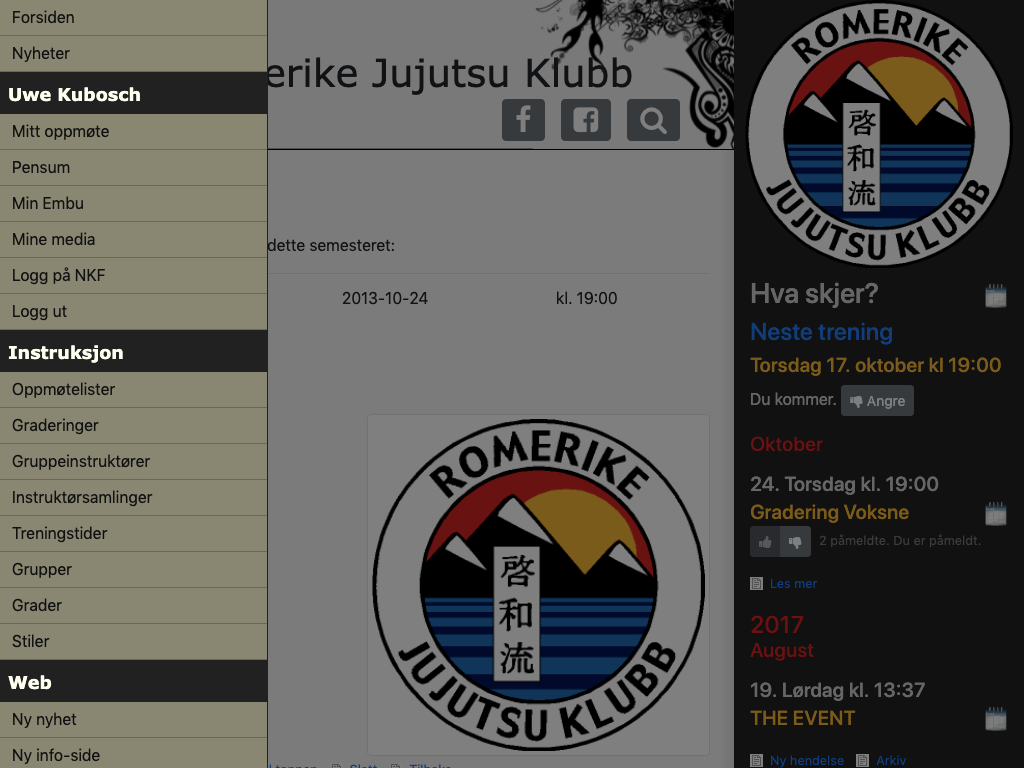 Forsiden
Nyheter
Uwe Kubosch
Mitt oppmøte
Pensum
Min Embu
Mine media
Logg på NKF
Logg ut
Instruksjon
Oppmøtelister
Graderinger
Gruppeinstruktører
Instruktørsamlinger
Treningstider
Grupper
Grader
Stiler
Web
Ny nyhet
Ny info-side
erike Jujutsu Klubb
dette semesteret:
2013-10-24 kl. 19:00
ROMERIKE
啓和流
JUJUTSU KLUBB
Slett Tilbake
ROMERIKE
啓和流
JUJUTSU KLUBB
Hva skjer?
Neste trening
Torsdag 17. oktober kl 19:00
Du kommer. Angre
Oktober
24. Torsdag kl. 19:00
Gradering Voksne
2 påmeldte. Du er påmeldt.
Les mer
2017
August
19. Lørdag kl. 13:37
THE EVENT
Ny hendelse Arkiv